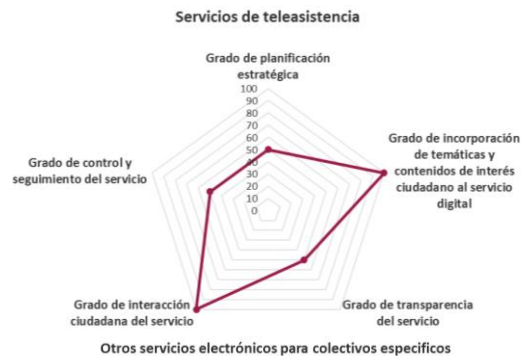 Servicios de teleasistencia
Grado de planificación
estratégica
100
90
80
70
60
50
40
30
20
10
0
Grado de incorporación
de temáticas y
contenidos de interés
ciudadano al servicio
digital
Grado de control y
seguimiento del servicio
Grado de interacción
ciudadana del servicio
Grado de transparencia
del servicio
Otros servicios electrónicos para colectivos especificos